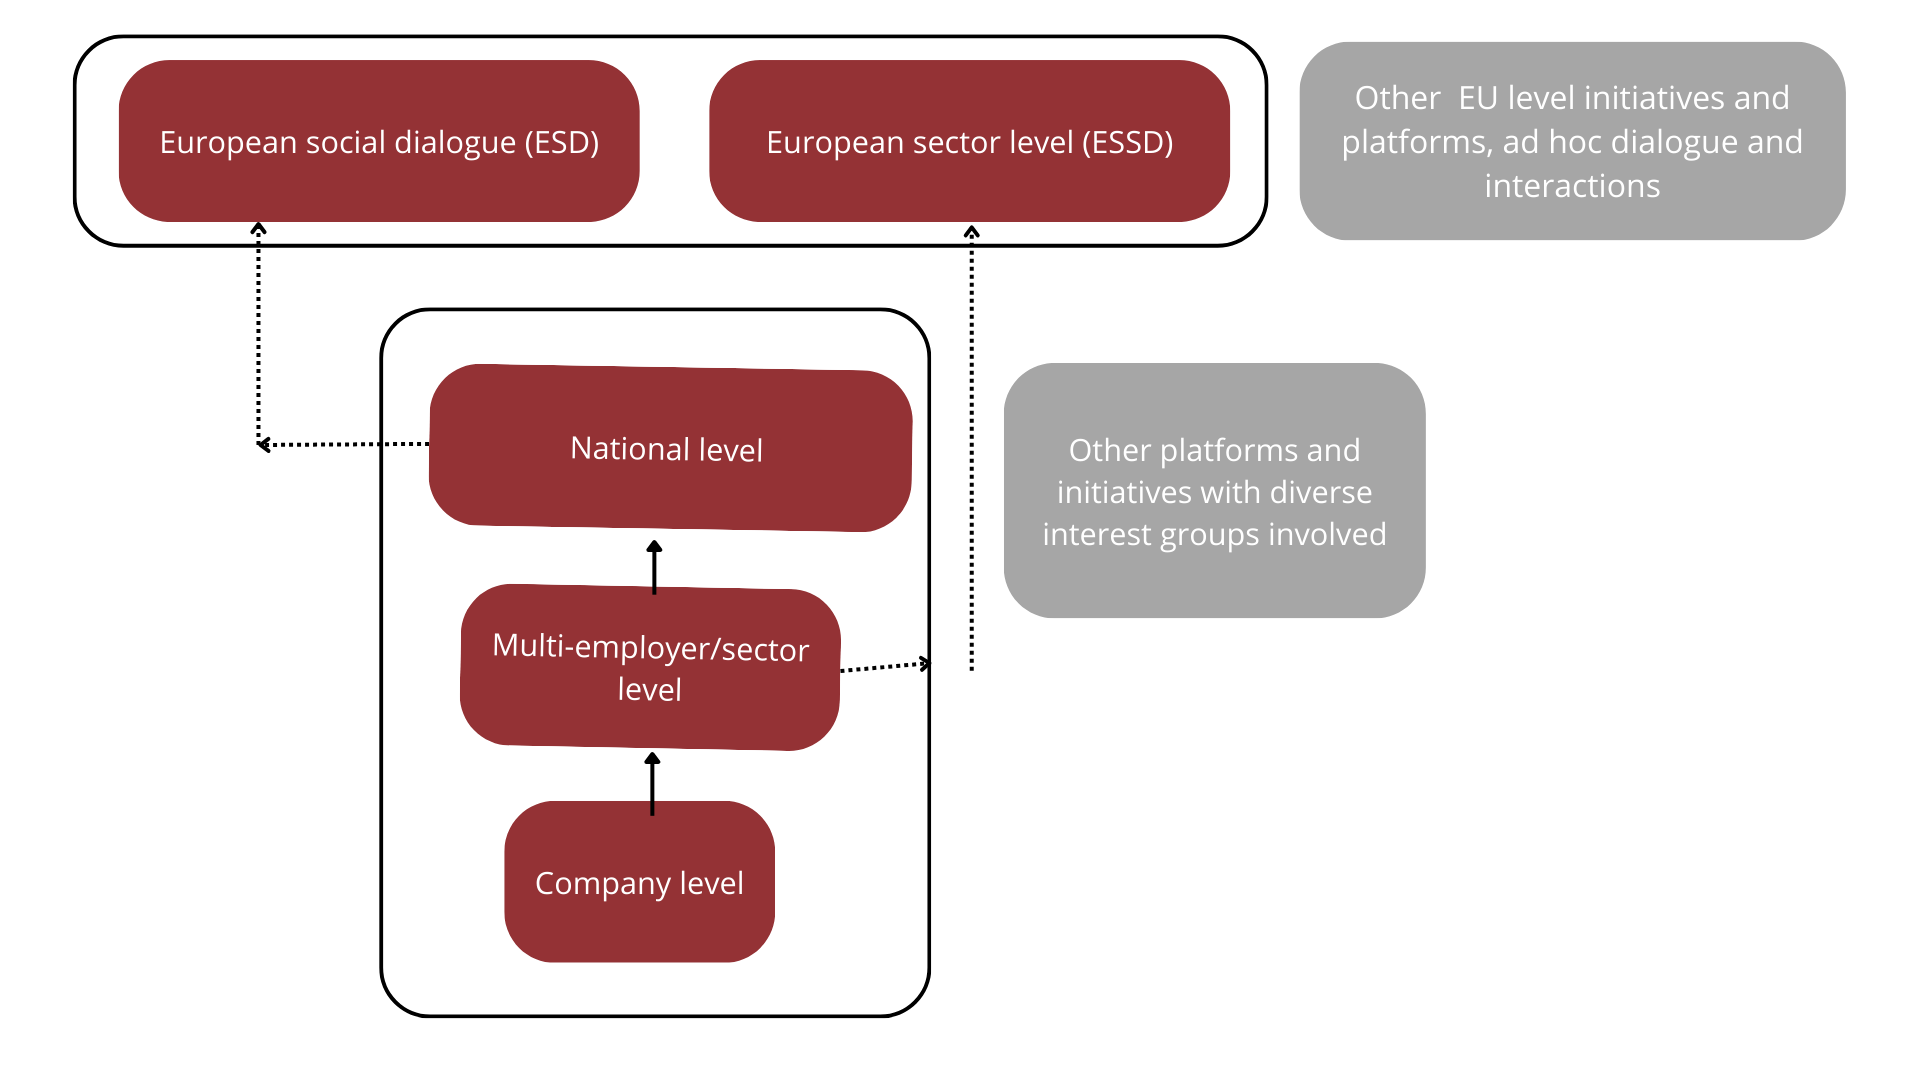 European social dialogue (ESD)
European sector level (ESSD)
Other  EU level initiatives and
platforms, ad hoc dialogue and
interactions
National level
Other platforms and
initiatives with diverse
interest groups involved
Multi-employer/sector
level
Company level